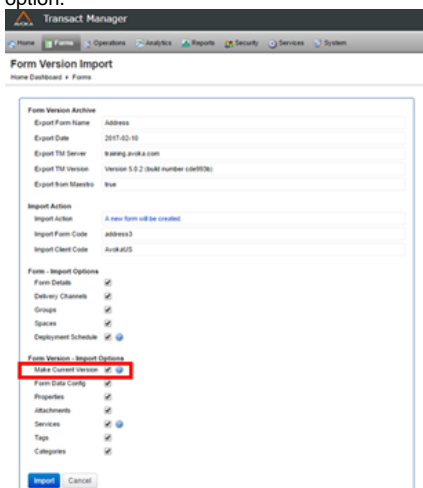 option.
AVOKA Transact Manager
Home Forms Operations Analytics Reports Security Services System
Form Version Import
Home Dashboard Forms
Form Version Archive
Export Form Name Address
Export Date 2017-02-10
Export TM Server training.avoka.com
Export TM Version Version 5.0.2 (build number cde993b)
Export from Maestro true
Import Action
Import Action A new form will be created.
Import Form Code address3
Import Client Code AvokaUS
Form - Import Options
Form Details
Delivery Channels
Groups
Spaces
Deployment Schedule
Form Version - Import Options
Make Current Version
Form Data Config
Properties
Attachments
Services
Tags
Categories
Import Cancel